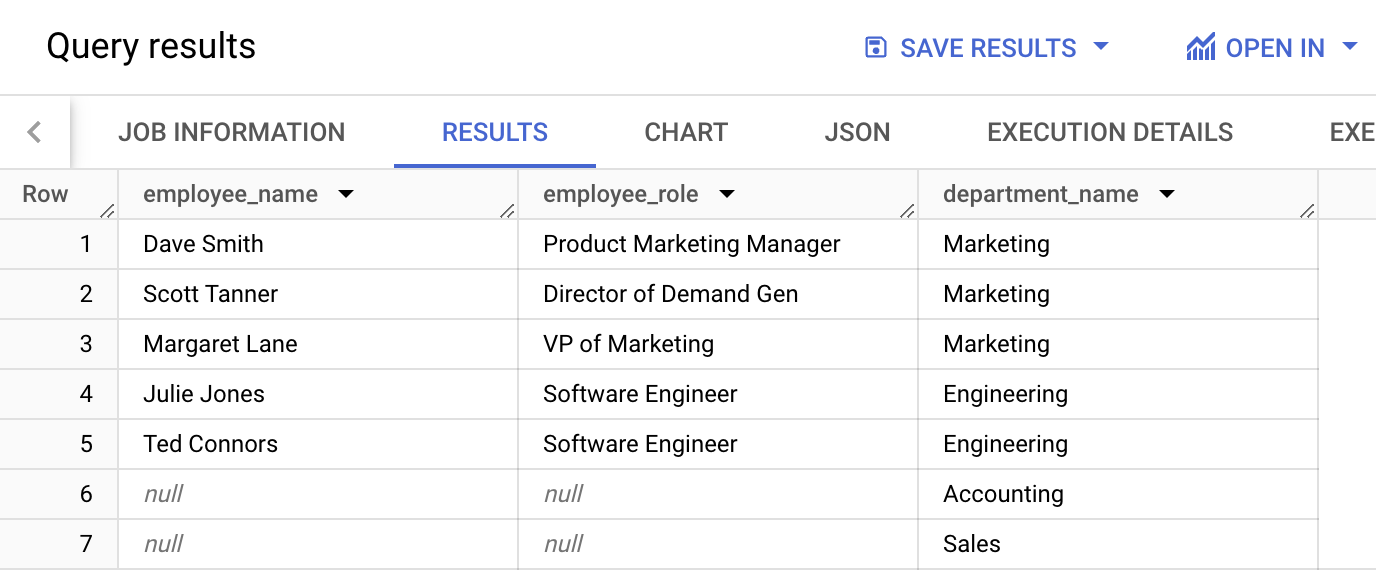 Query results SAVE RESULTS OPEN IN
JOB INFORMATION RESULTS CHART JSON EXECUTION DETAILS EXE
Row employee_name employee_role department_name
1 Dave Smith Product Marketing Manager Marketing
2 Scott Tanner Director of Demand Gen Marketing
3 Margaret Lane VP of Marketing Marketing
4 Julie Jones Software Engineer Engineering
5 Ted Connors Software Engineer Engineering
6 null null Accounting
7 null null Sales